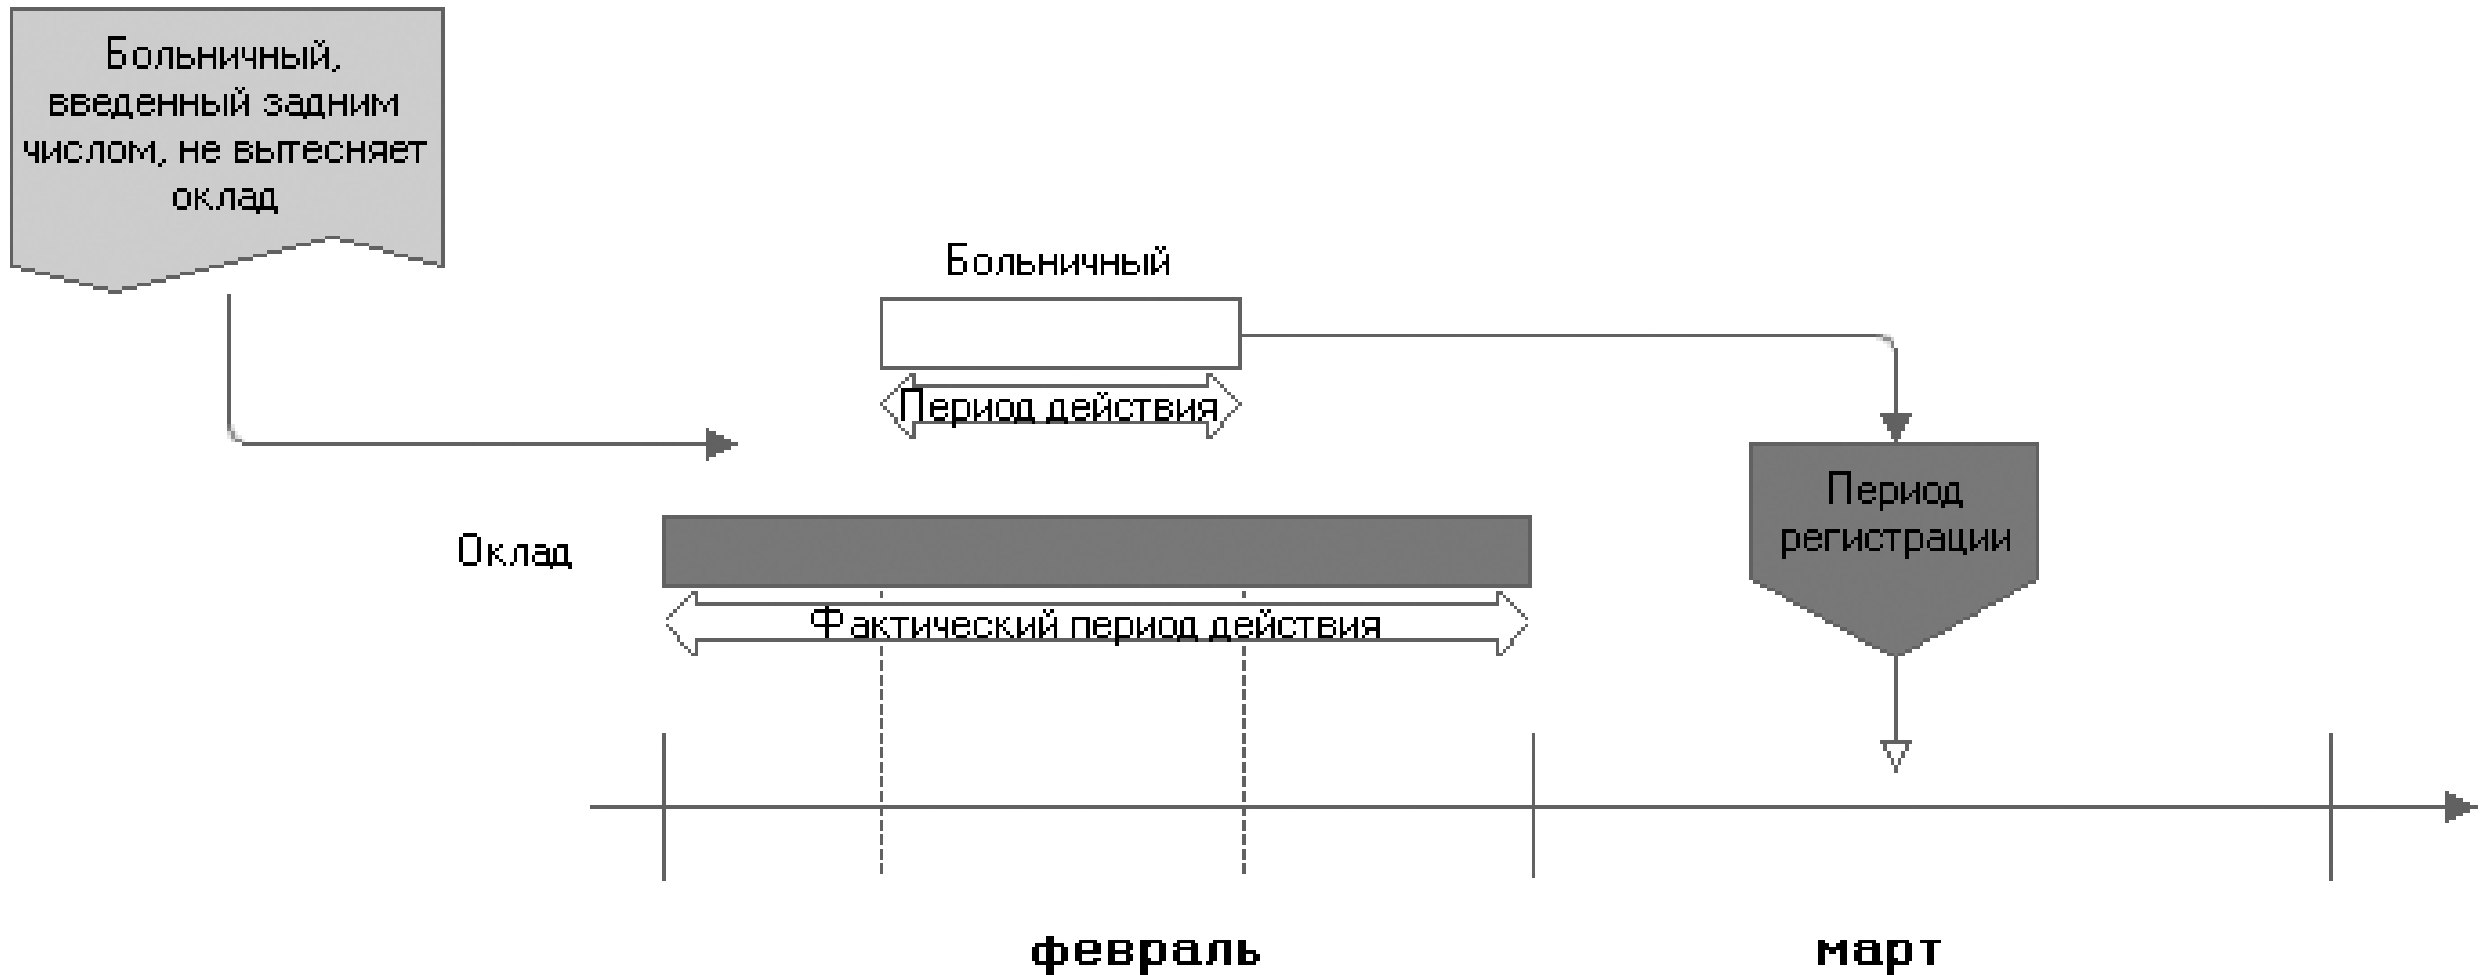 Больничный,
введенный задним
числом, не вытесняет
оклад
Больничный
Период действия
Период
регистрации
Оклад
Фактический период действия
февраль
март